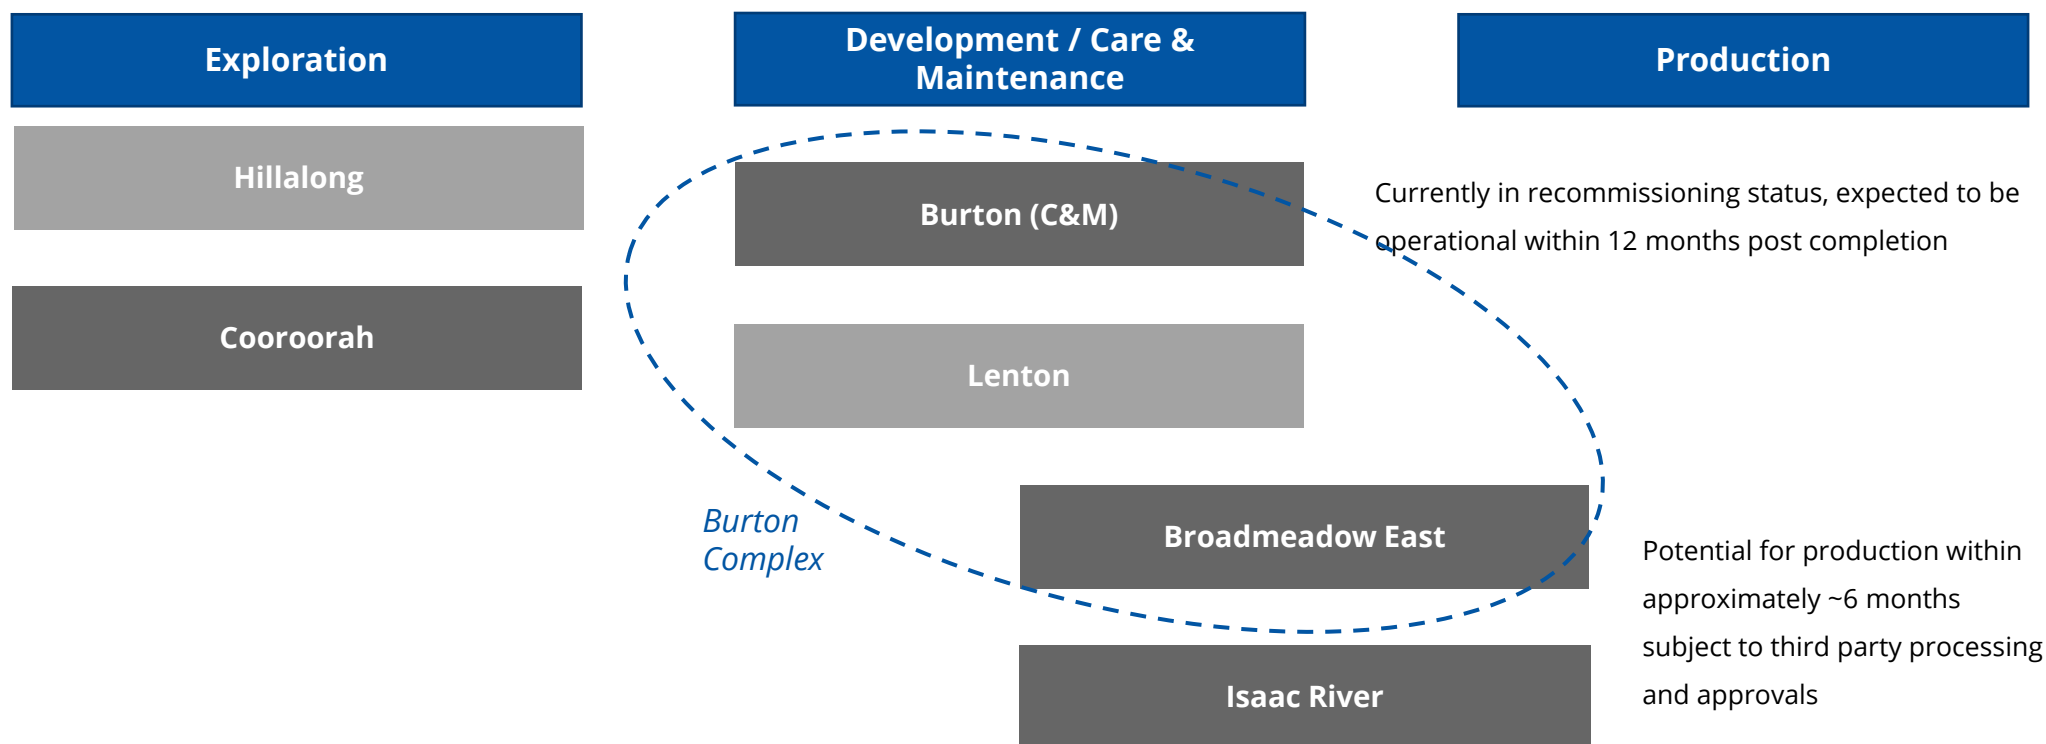 Exploration
Development / Care &
Maintenance
Production
Hillalong
Cooroorah
Burton (C&M)
Currently in recommissioning status, expected to be
operational within 12 months post completion
Lenton
Burton
Complex
Broadmeadow East
Isaac River
Potential for production within
approximately ~6 months
subject to third party processing
and approvals